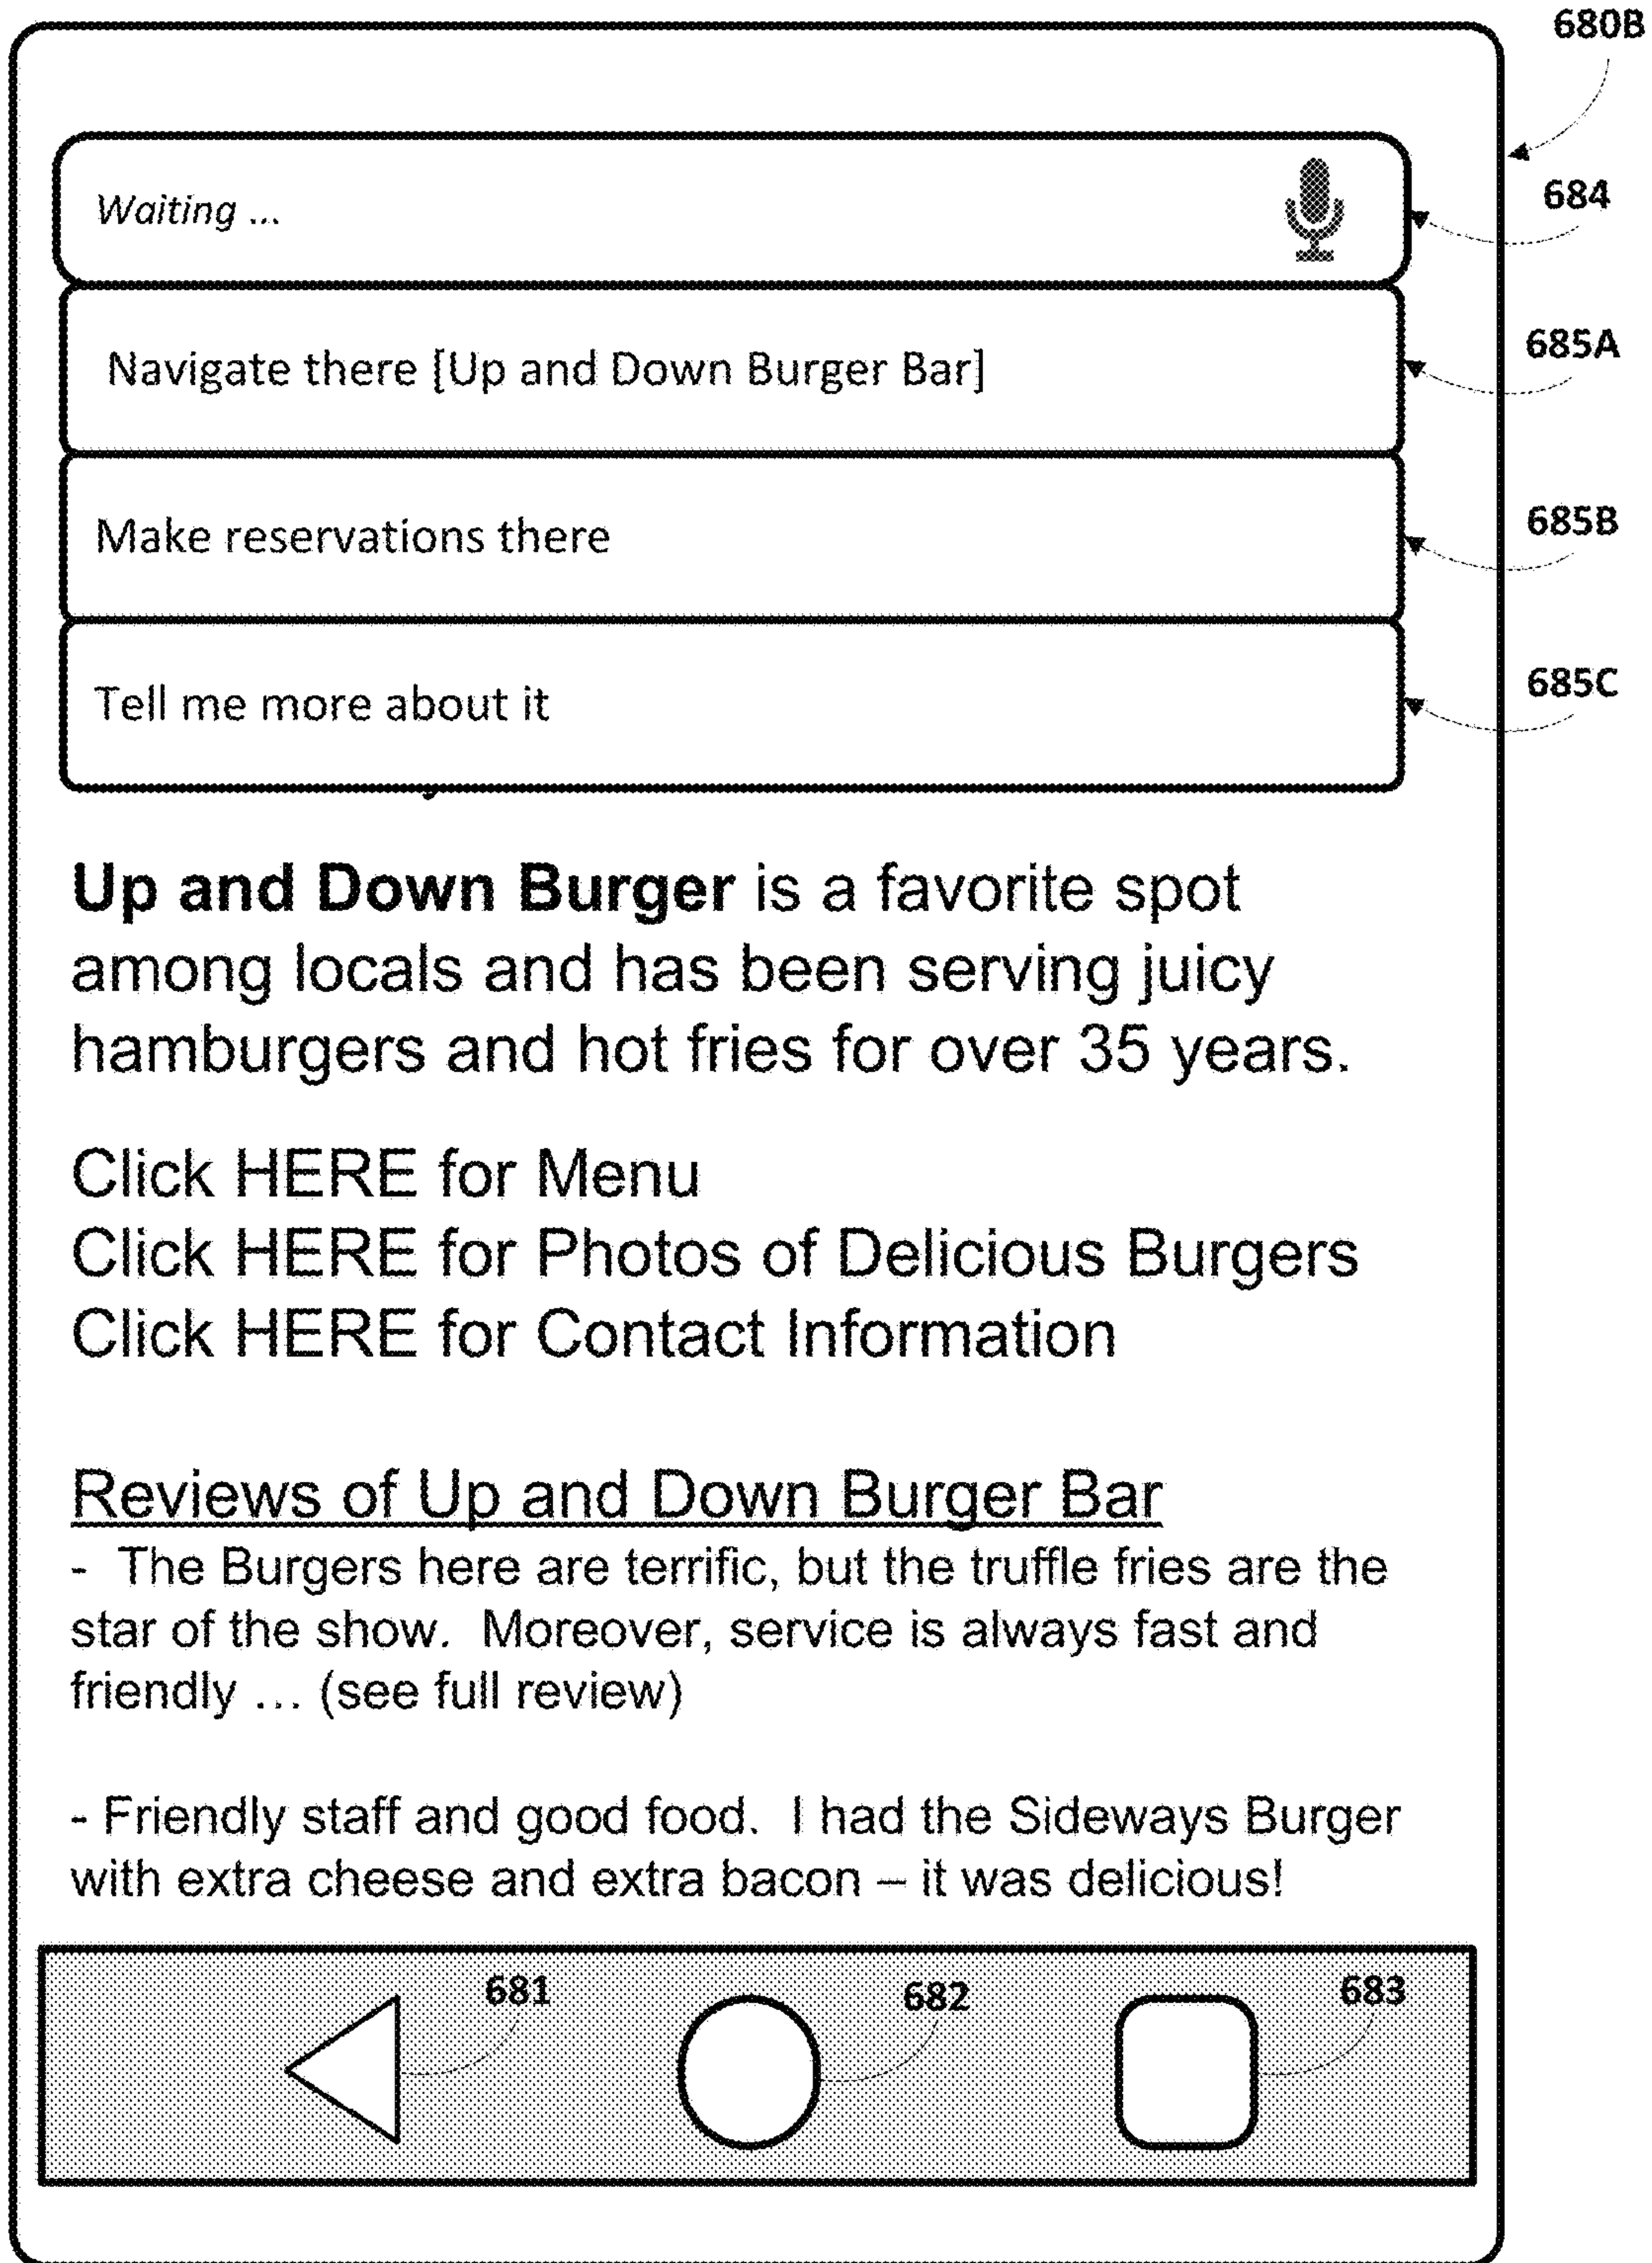 680B
Waiting ...
684
Navigate there [Up and Down Burger Bar]
685A
Make reservations there
685B
Tell me more about it
685C
Up and Down Burger is a favorite spot
among locals and has been serving juicy
hamburgers and hot fries for over 35 years.
Click HERE for Menu
Click HERE for Photos of Delicious Burgers
Click HERE for Contact Information
Reviews of Up and Down Burger Bar
- The Burgers here are terrific, but the truffle fries are the
star of the show. Moreover, service is always fast and
friendly … (see full review)
- Friendly staff and good food. I had the Sideways Burger
with extra cheese and extra bacon – it was delicious!
681
682
683